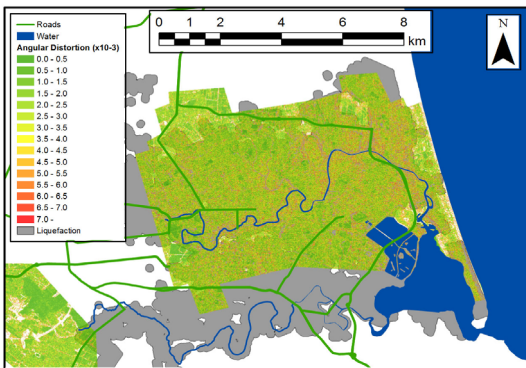 Roads
Water
Angular Distortion (x10-3)
0.0 - 0.5
0.5 - 1.0
1.0 - 1.5
1.5 - 2.0
2.0 - 2.5
2.5 - 3.0
3.0 - 3.5
3.5 - 4.0
4.0 - 4.5
4.5 - 5.0
5.0 - 5.5
5.5 - 6.0
6.0 - 6.5
6.5 - 7.0
7.0 -
Liquefaction
0 1 2 4 6 8
km
N